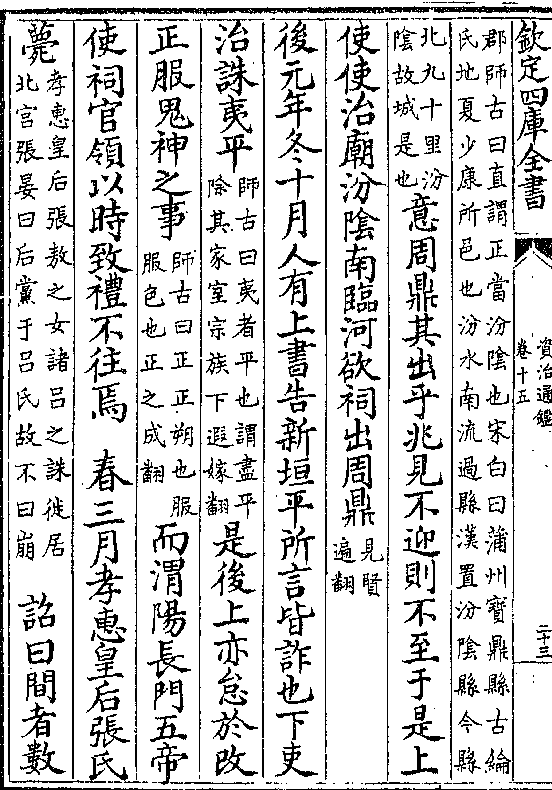 欽定四庫全書
資治通鑑
卷十五
二十三
郡師古曰直謂正當汾陰也宋白曰蒲州寶鼎縣古綸
氏地夏少康所邑也汾水南流過縣漢置汾陰縣今縣
北九十里汾
陰故城是也
意周鼎其出乎兆見不迎則不至于是上
使使治廟汾陰南臨河欲祠出周鼎
見賢
遍翻
後元年冬十月人有上書告新垣平所言皆詐也下吏
治誅夷平
師古曰夷者平也謂盡平
除其家室宗族下遐嫁翻
是後上亦怠於改
正服鬼神之事
師古曰正正朔也服
服色也正之成翻
而渭陽長門五帝
使祠官領以時致禮不往焉 春三月孝惠皇后張氏
薨
孝惠皇后張敖之女諸呂之誅徙居
北宮張晏曰后黨于呂氏故不曰崩
詔曰間者數